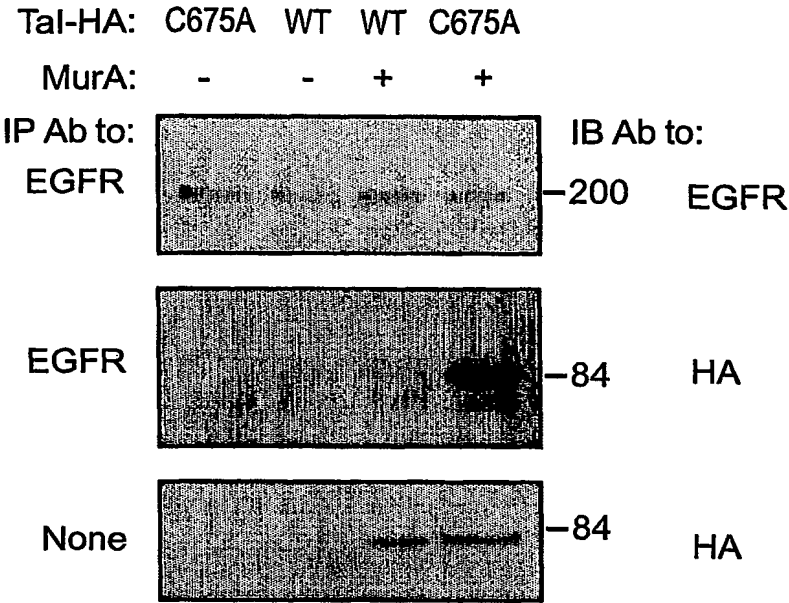 Tal-HA: C675A WT WT C675A
MurA: - - + +
IP Ab to: IB Ab to:
EGFR -200 EGFR
EGFR -84 HA
None -84 HA